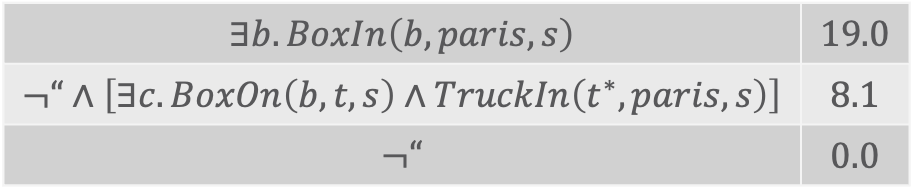 ∃b. BoxIn(b, paris, s) 19.0
¬“ ∧ [∃c. BoxOn(b, t, s) ∧ TruckIn(t*, paris, s)] 8.1
¬“ 0.0